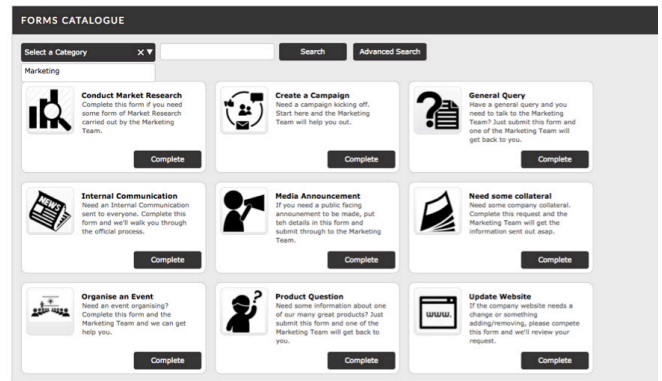 FORMS CATALOGUE
Select a Category X ▼
Search
Advanced Search
Marketing
Conduct Market Research
Complete this form if you need
some form of Market Research
carried out by the Marketing
Team.
Complete
Create a Campaign
Need a campaign kicking off.
Start here and the Marketing
Team will help you out.
Complete
General Query
Have a general query and you
need to talk to the Marketing
Team? Just submit this form and
one of the Marketing Team will
get back to you.
Complete
NEWS
Internal Communication
Need an Internal Communication
sent to everyone. Complete this
form and we'll walk you through
the official process.
Complete
Media Announcement
If you need a public facing
announement to be made, put
teh details in this form and
submit through to the Marketing
Team.
Complete
Need some collateral
Need some company collateral.
Complete this request and the
Marketing Team will get the
information sent out asap.
Complete
Organise an Event
Need an event organising?
Complete this form and the
Marketing Team and we can get
help you.
Complete
Product Question
Need some information about one
of our many great products? Just
submit this form and one of the
Marketing Team will get back to
you.
Complete
www.
Update Website
If the company website needs a
change or something
adding/removing, please compete
this form and we'll review your
request.
Complete